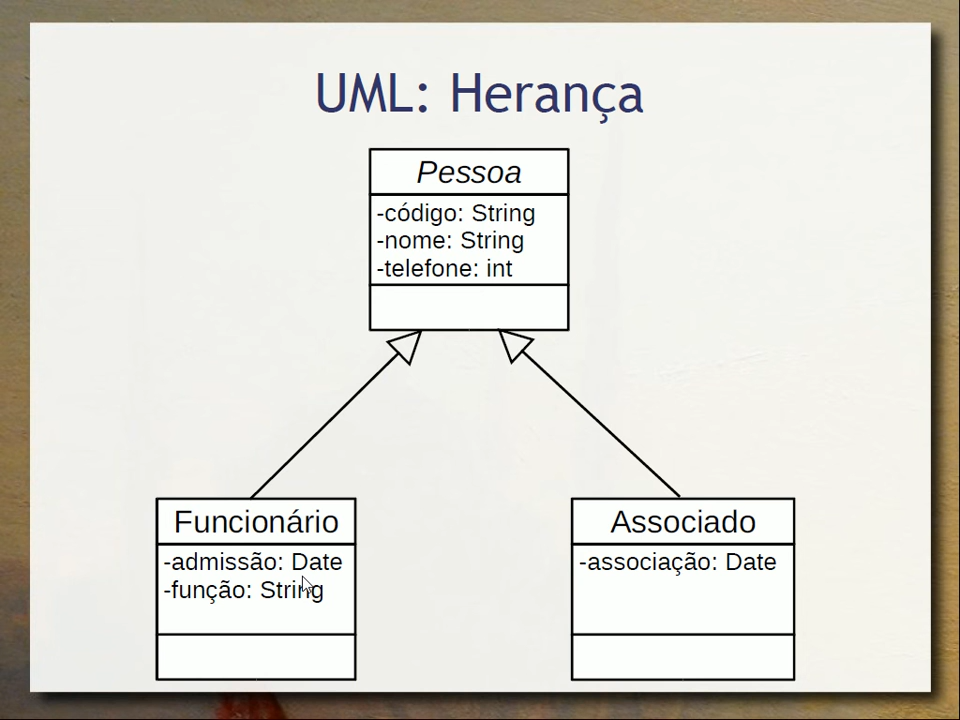 UML: Herança
Pessoa
-código: String
-nome: String
-telefone: int
Funcionário
-admissão: Date
-função: String
Associado
-associação: Date